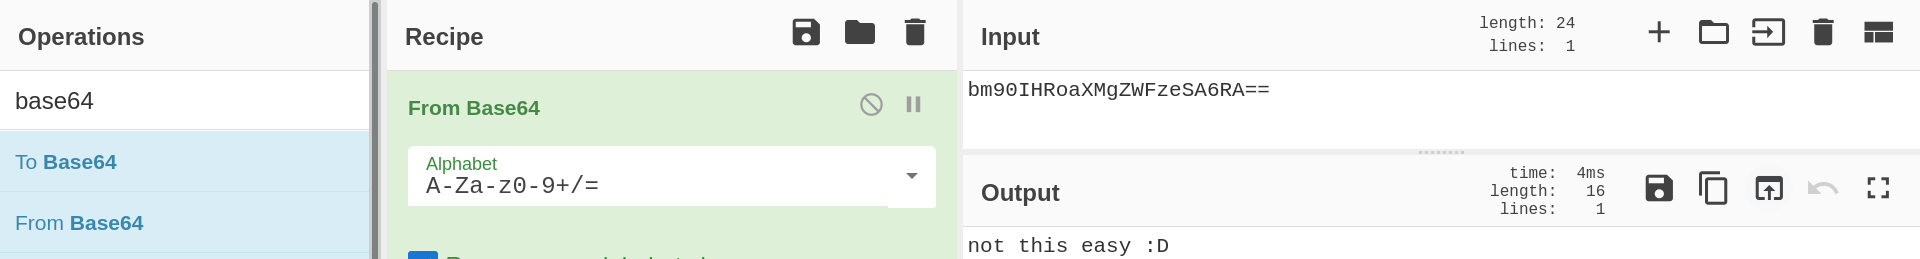 Operations
base64
To Base64
From Base64
Recipe
From Base64
Alphabet
A-Za-z0-9+/=
Input
length: 24
lines: 1
bm90IHRoaXMgZWFzeSA6RA==
Output
time: 4ms
length: 16
lines: 1
not this easy :D